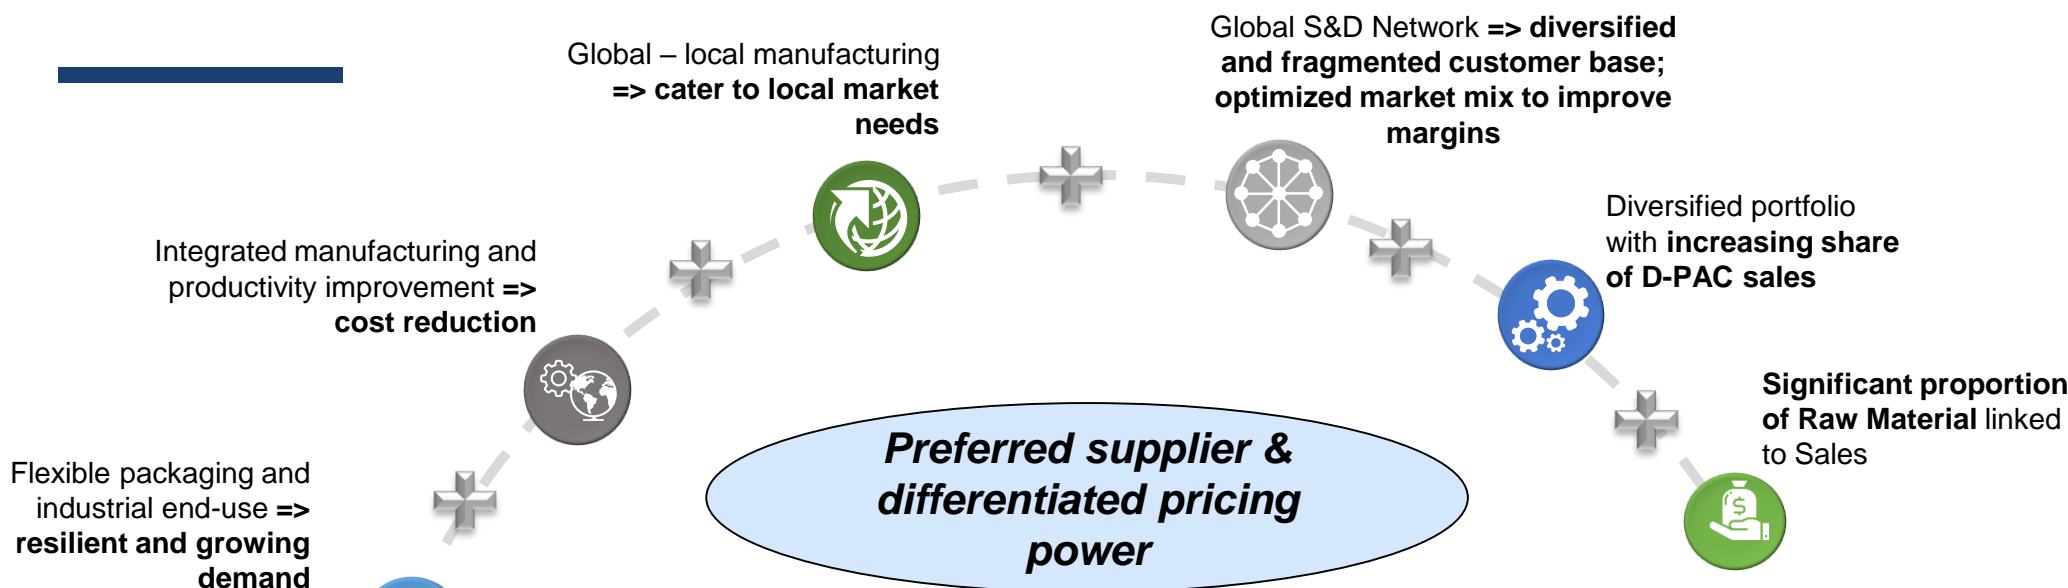 Global – local manufacturing
=> cater to local market
needs
Global S&D Network => diversified
and fragmented customer base;
optimized market mix to improve
margins
Integrated manufacturing and
productivity improvement =>
cost reduction
Diversified portfolio
with increasing share
of D-PAC sales
Significant proportion
of Raw Material linked
to Sales
Flexible packaging and
industrial end-use =>
resilient and growing
demand
Preferred supplier &
differentiated pricing
power
$